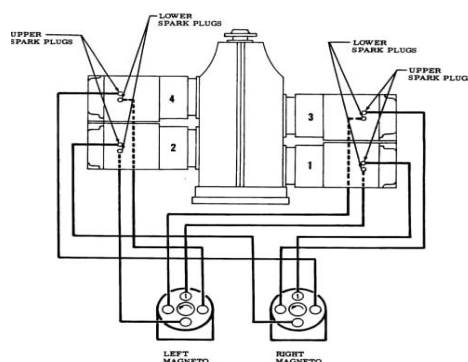 LOWER
SPARK PLUGS
UPPER
SPARK PLUGS
LOWER
SPARK PLUGS
UPPER
SPARK PLUGS
4
3
2
1
1
1
LEFT
MAGNETO
RIGHT
MAGNETO